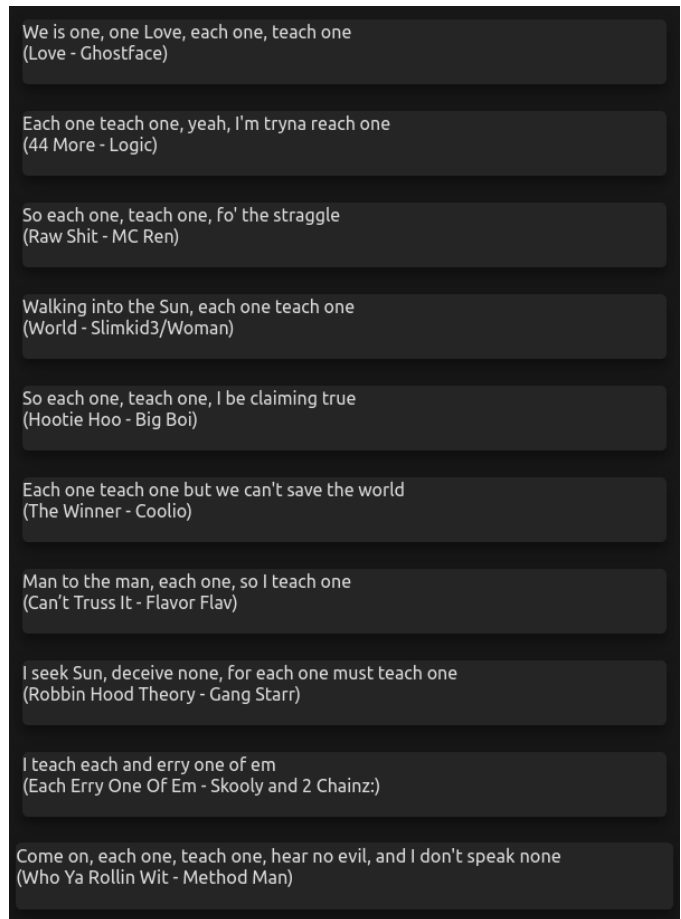 We is one, one Love, each one, teach one
(Love - Ghostface)
Each one teach one, yeah, I'm tryna reach one
(44 More - Logic)
So each one, teach one, fo' the straggle
(Raw Shit - MC Ren)
Walking into the Sun, each one teach one
(World - Slimkid3/Woman)
So each one, teach one, I be claiming true
(Hootie Hoo - Big Boi)
Each one teach one but we can't save the world
(The Winner - Coolio)
Man to the man, each one, so I teach one
(Can’t Truss It - Flavor Flav)
I seek Sun, deceive none, for each one must teach one
(Robbin Hood Theory - Gang Starr)
I teach each and erry one of em
(Each Erry One Of Em - Skooly and 2 Chainz:)
Come on, each one, teach one, hear no evil, and I don't speak none
(Who Ya Rollin Wit - Method Man)